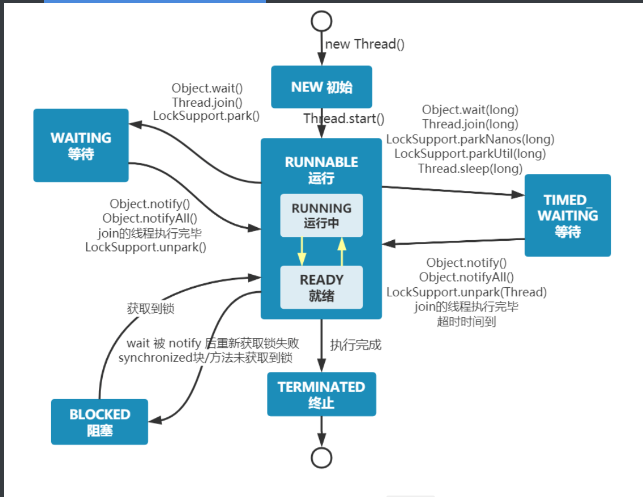 new Thread()
NEW 初始
Thread.start()
Object.wait()
Thread.join()
LockSupport.park()
WAITING
等待
Object.notify()
Object.notifyAll()
join的线程执行完毕
LockSupport.unpark()
RUNNABLE
运行
RUNNING
运行中
READY
就绪
Object.wait(long)
Thread.join(long)
LockSupport.parkNanos(long)
LockSupport.parkUtil(long)
Thread.sleep(long)
TIMED_
WAITING
等待
Object.notify()
Object.notifyAll()
LockSupport.unpark(Thread)
join的线程执行完毕
超时时间到
获取到锁
wait 被 notify 后重新获取锁失败
synchronized块/方法未获取到锁
执行完成
BLOCKED
阻塞
TERMINATED
终止